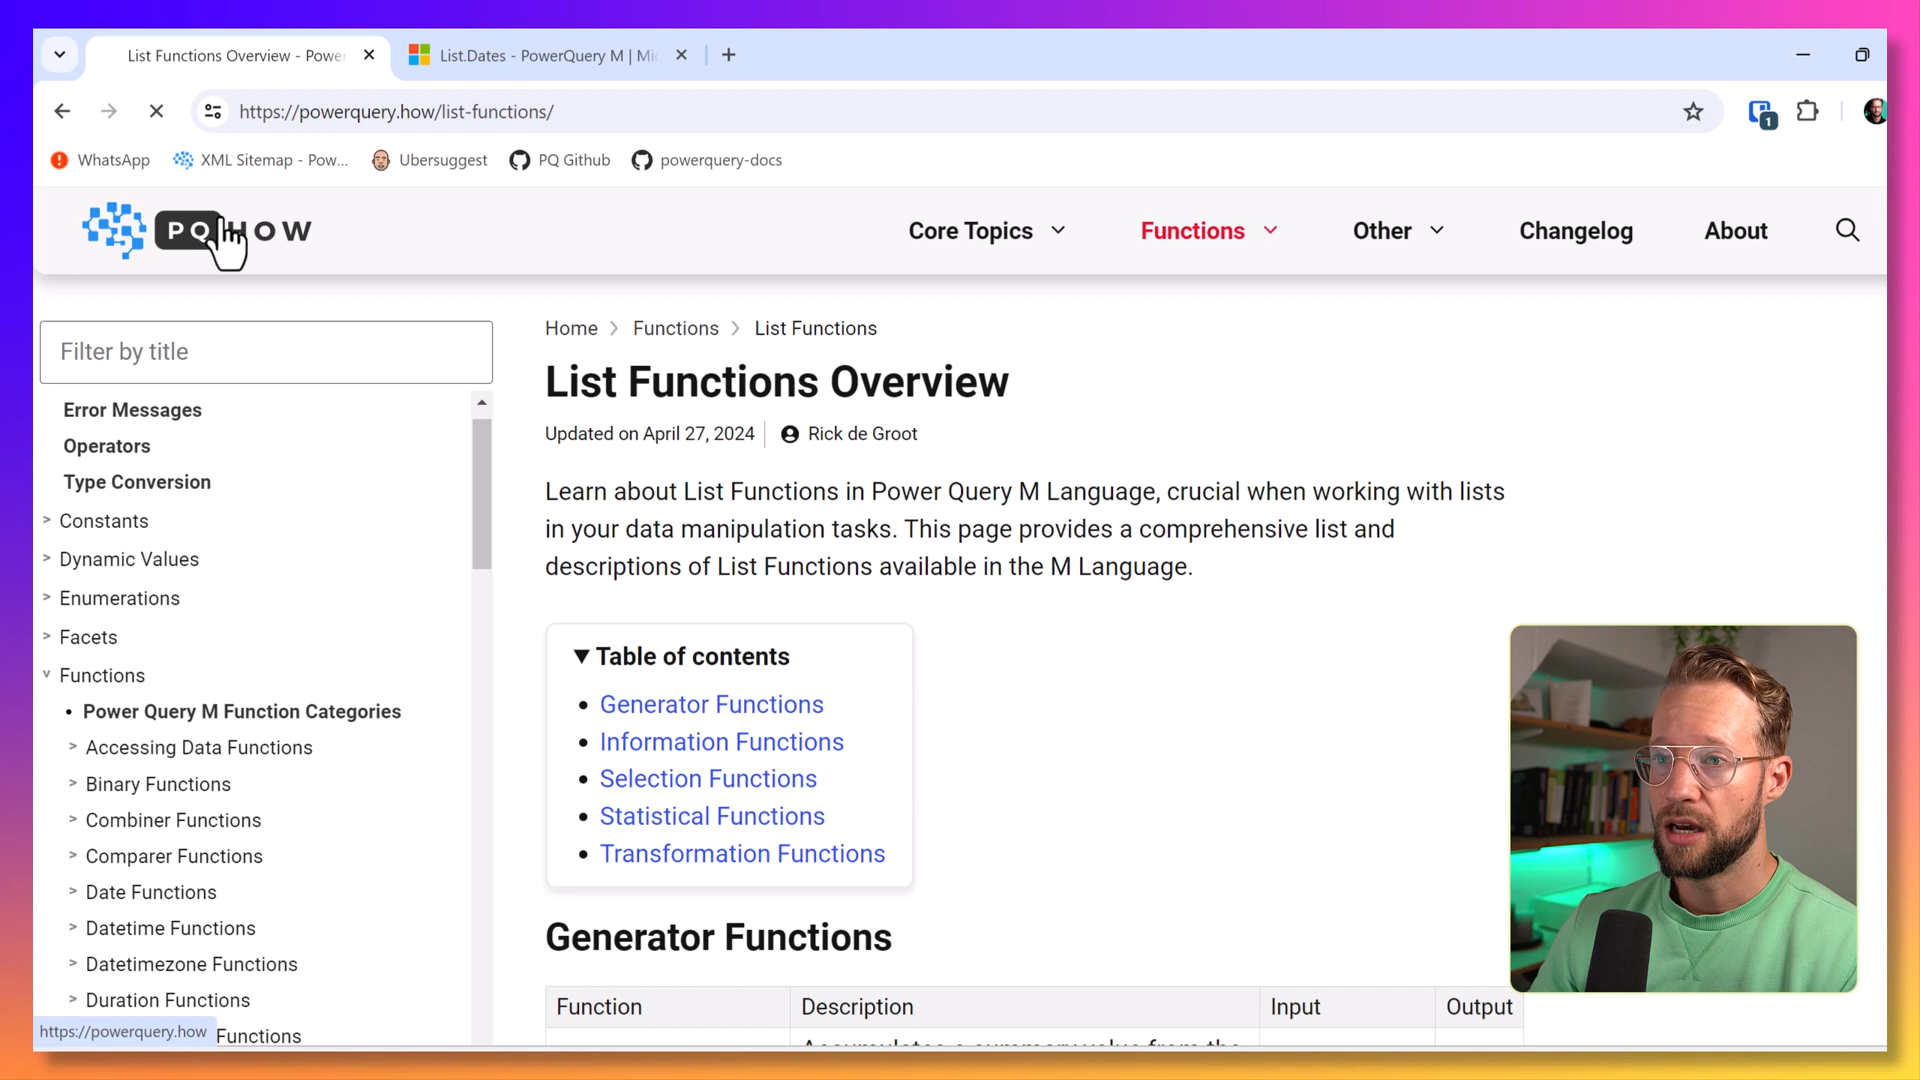 List Functions Overview - Power
List.Dates - PowerQuery M | Mi
https://powerquery.how/list-functions/
1
WhatsApp
XML Sitemap - Pow...
Ubersuggest
PQ Github
powerquery-docs
PQ HOW
Core Topics
Functions
Other
Changelog
About
Filter by title
Error Messages
Operators
Type Conversion
Constants
Dynamic Values
Enumerations
Facets
Functions
Power Query M Function Categories
Accessing Data Functions
Binary Functions
Combiner Functions
Comparer Functions
Date Functions
Datetime Functions
Datetimezone Functions
Duration Functions
Functions
https://powerquery.how
Home > Functions > List Functions
List Functions Overview
Updated on April 27, 2024
Rick de Groot
Learn about List Functions in Power Query M Language, crucial when working with lists
in your data manipulation tasks. This page provides a comprehensive list and
descriptions of List Functions available in the M Language.
Table of contents
Generator Functions
Information Functions
Selection Functions
Statistical Functions
Transformation Functions
Generator Functions
Function Description Input Output